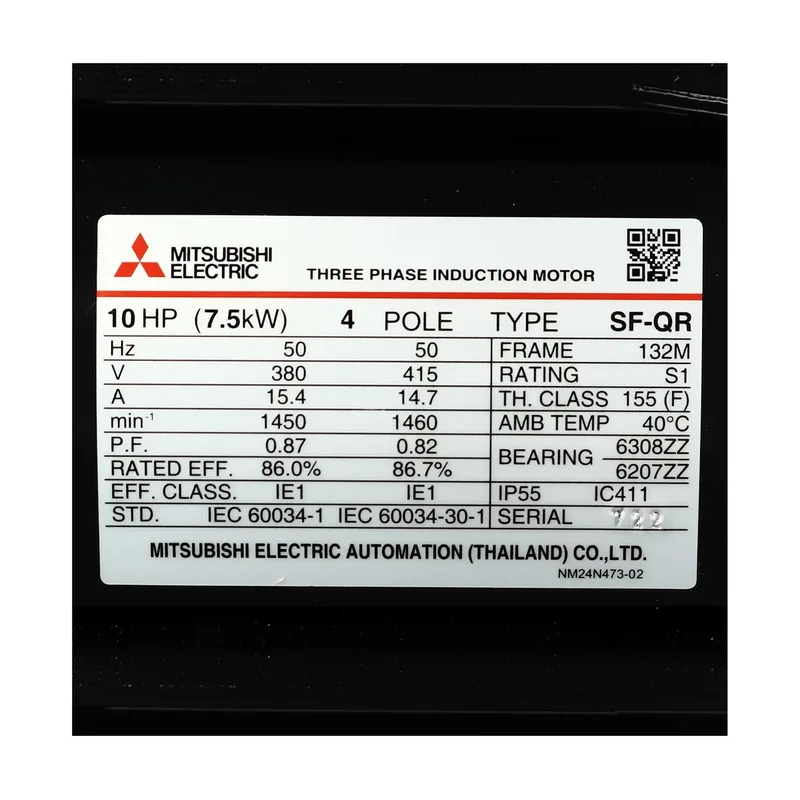 MITSUBISHI
ELECTRIC
THREE PHASE INDUCTION MOTOR
10 HP (7.5kW) 4 POLE TYPE SF-QR
Hz 50 50 FRAME 132M
V 380 415 RATING S1
A 15.4 14.7 TH. CLASS 155 (F)
min-1 1450 1460 AMB TEMP 40°C
P.F. 0.87 0.82 BEARING 6308ZZ
RATED EFF. 86.0% 86.7% 6207ZZ
EFF. CLASS. IE1 IE1 IP55 IC411
STD. IEC 60034-1 IEC 60034-30-1 SERIAL
MITSUBISHI ELECTRIC AUTOMATION (THAILAND) CO.,LTD.
NM24N473-02